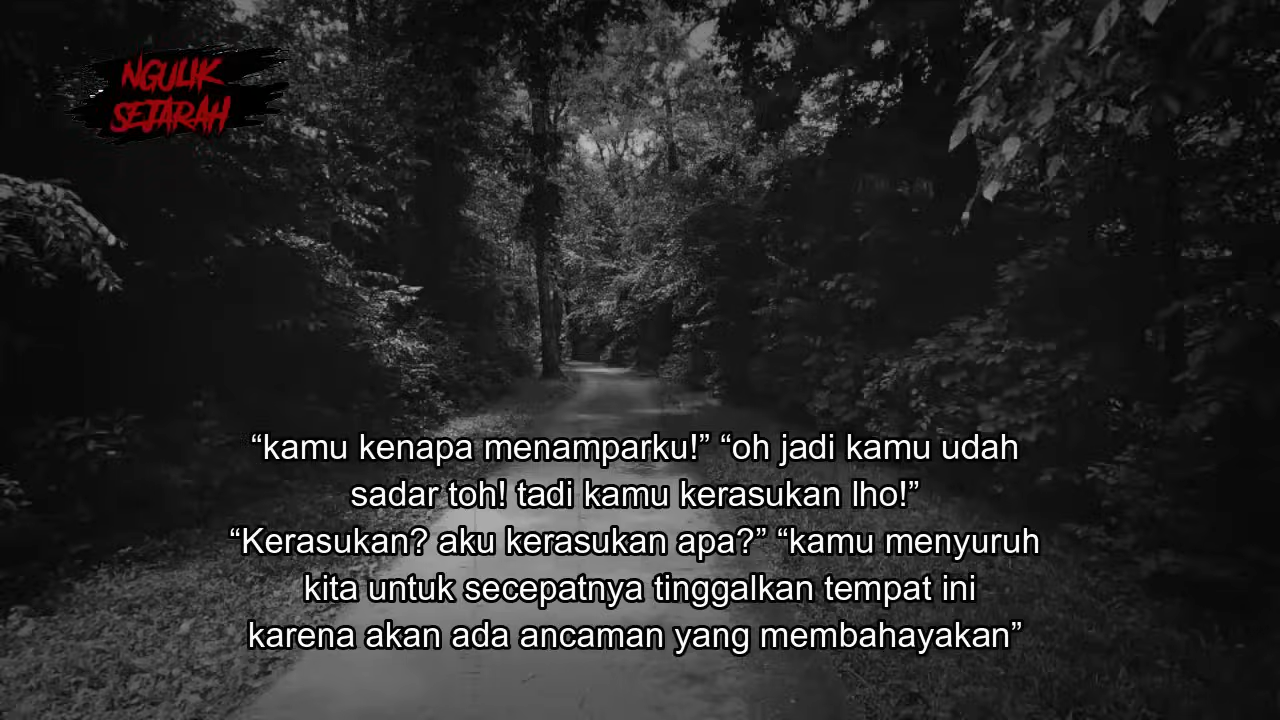 NGULIK
SEJARAH
“kamu kenapa menamparku!” “oh jadi kamu udah
sadar toh! tadi kamu kerasukan lho!”
“Kerasukan? aku kerasukan apa?” “kamu menyuruh
kita untuk secepatnya tinggalkan tempat ini
karena akan ada ancaman yang membahayakan”